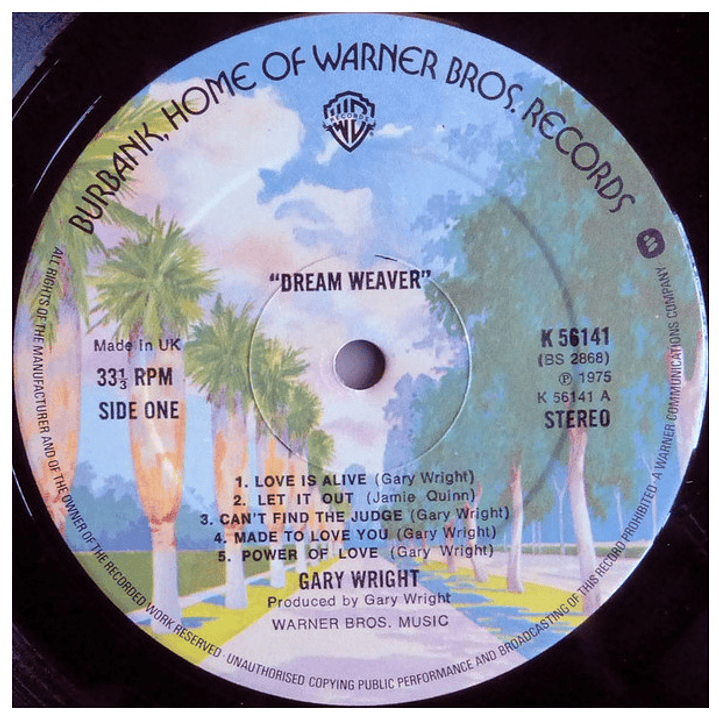 BURBANK, HOME OF WARNER BROS. RECORDS
WB
RECORDS
"DREAM WEAVER"
Made in UK
33⅓ RPM
SIDE ONE
K 56141
(BS 2868)
Ⓟ 1975
K 56141 A
STEREO
1. LOVE IS ALIVE (Gary Wright)
2. LET IT OUT (Jamie Quinn)
3. CAN'T FIND THE JUDGE (Gary Wright)
4. MADE TO LOVE YOU (Gary Wright)
5. POWER OF LOVE (Gary Wright)
GARY WRIGHT
Produced by Gary Wright
WARNER BROS. MUSIC
ALL RIGHTS OF THE MANUFACTURER AND OF THE OWNER OF THE RECORDED WORK RESERVED · UNAUTHORISED COPYING PUBLIC PERFORMANCE AND BROADCASTING OF THIS RECORD PROHIBITED · A WARNER COMMUNICATIONS COMPANY ·